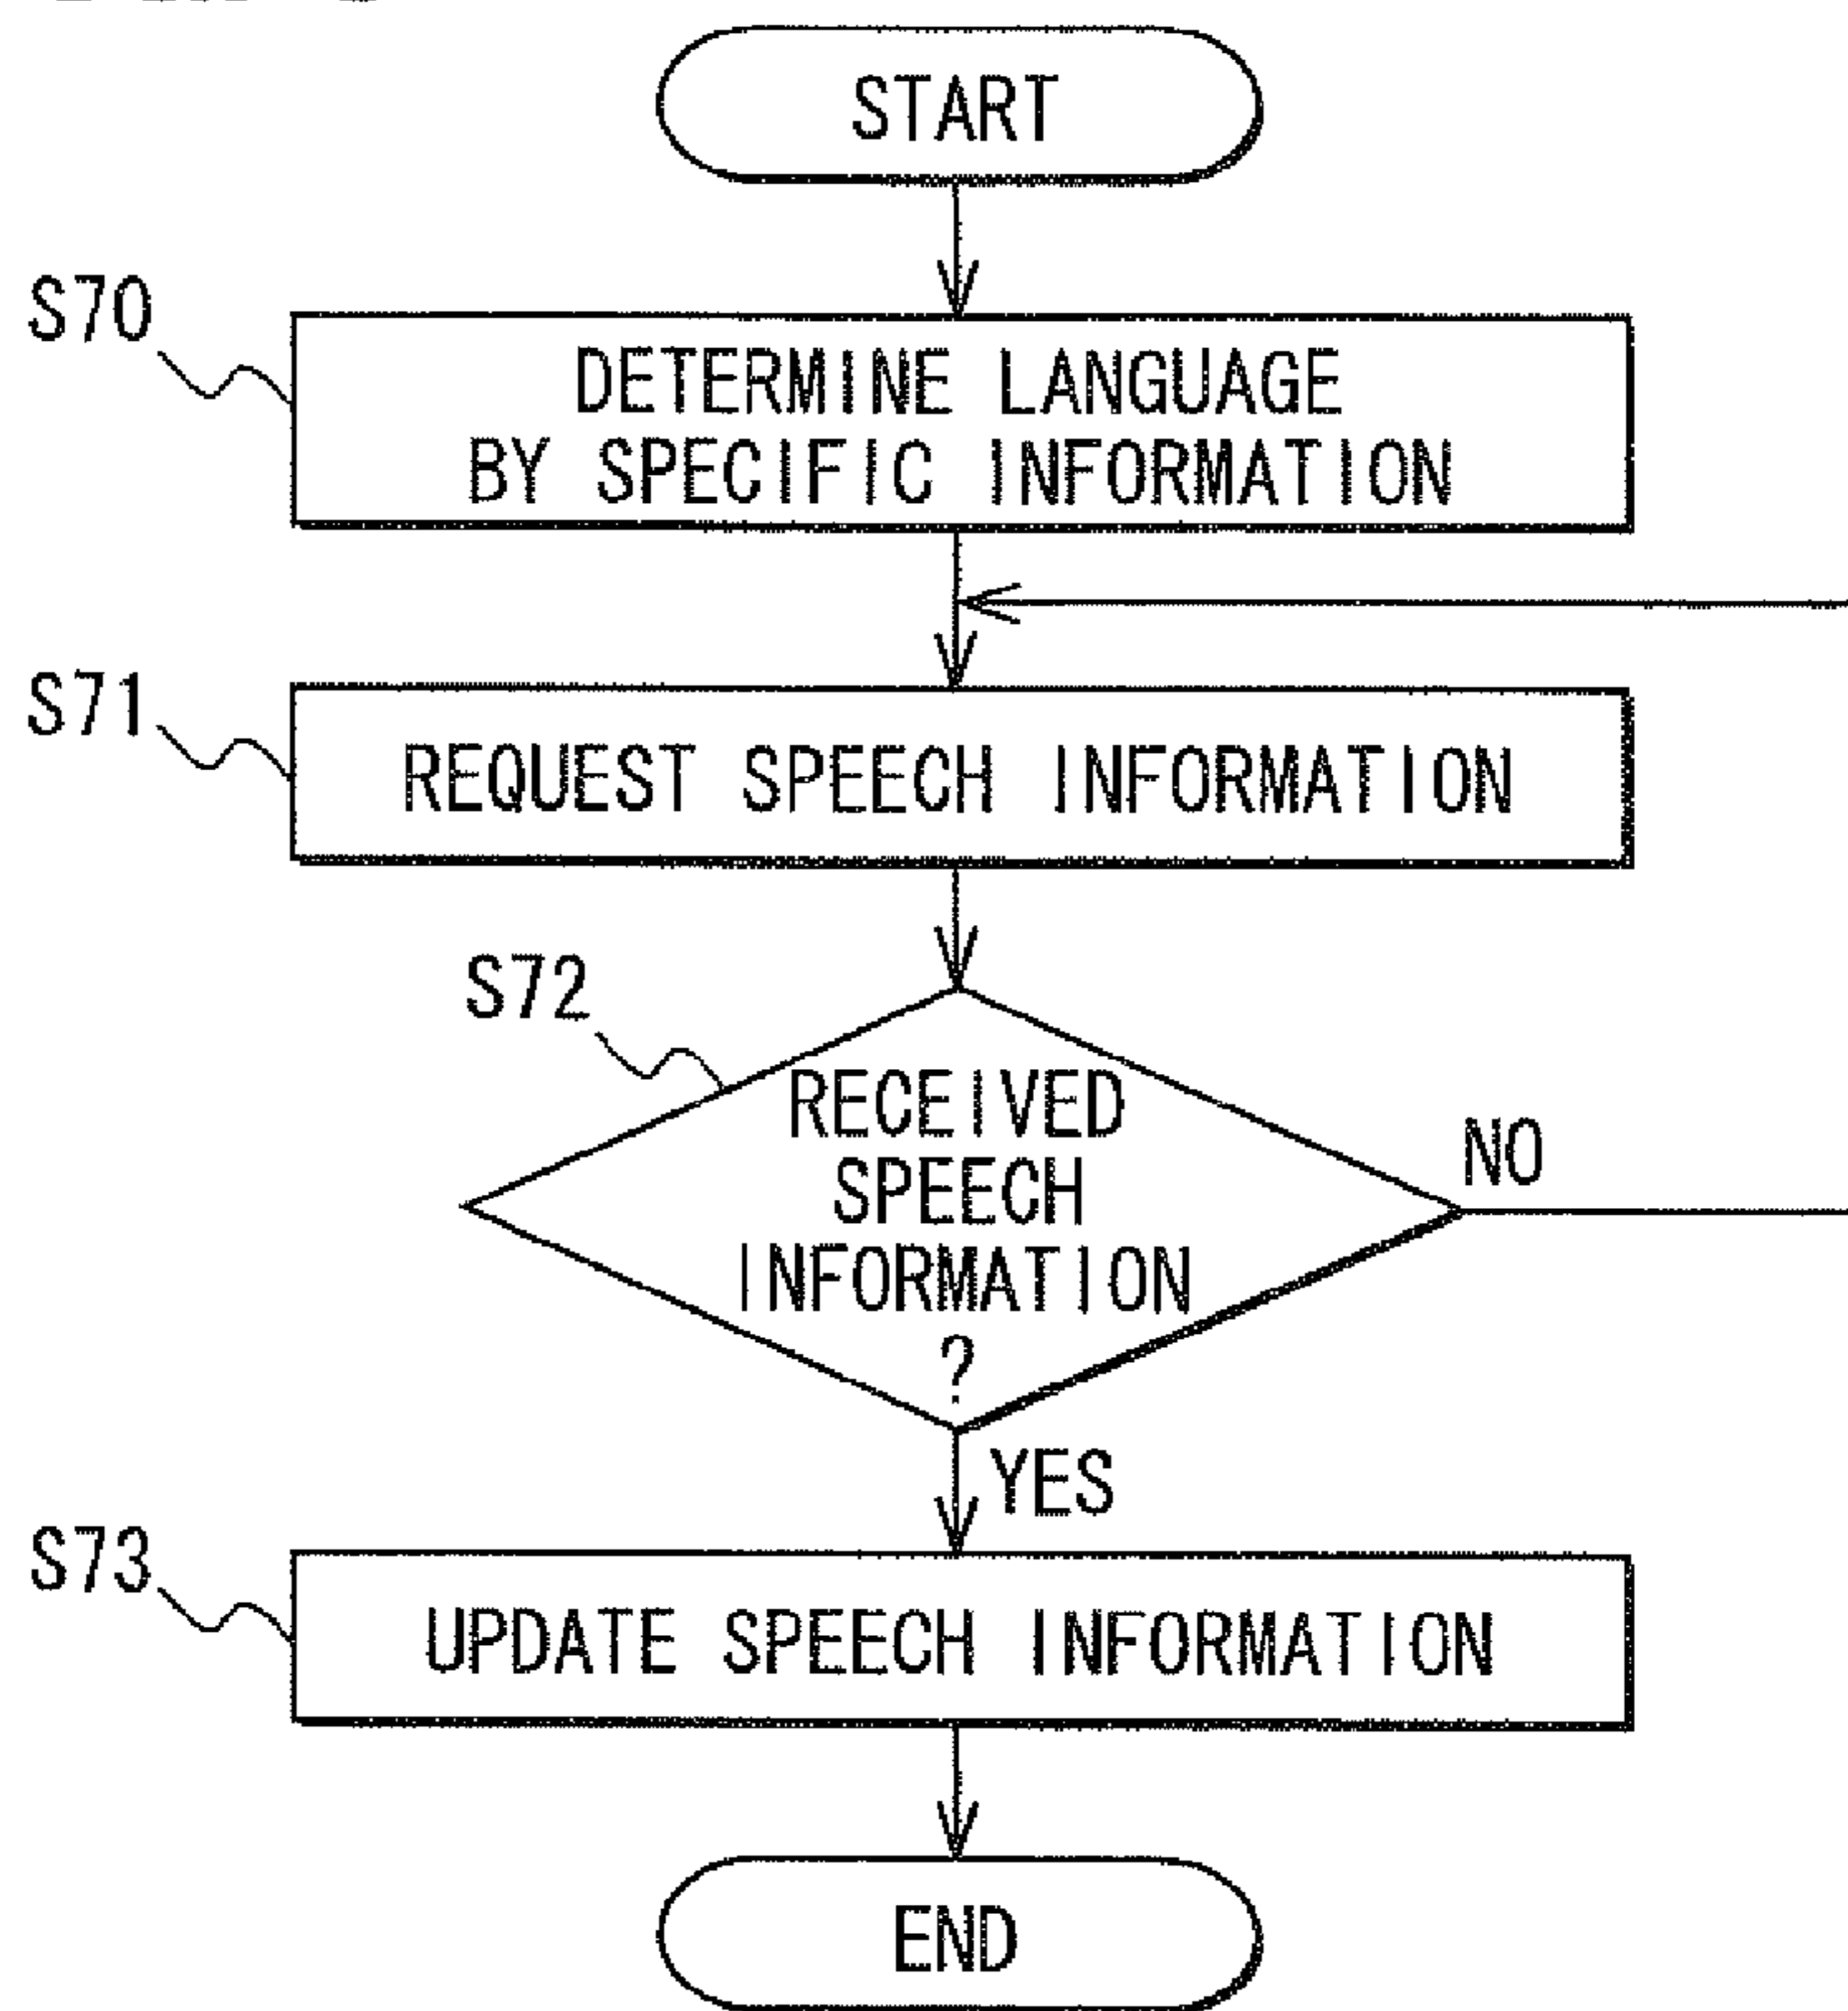 START
S70
DETERMINE LANGUAGE
BY SPECIFIC INFORMATION
S71
REQUEST SPEECH INFORMATION
S72
RECEIVED
SPEECH
INFORMATION
?
NO
YES
S73
UPDATE SPEECH INFORMATION
END